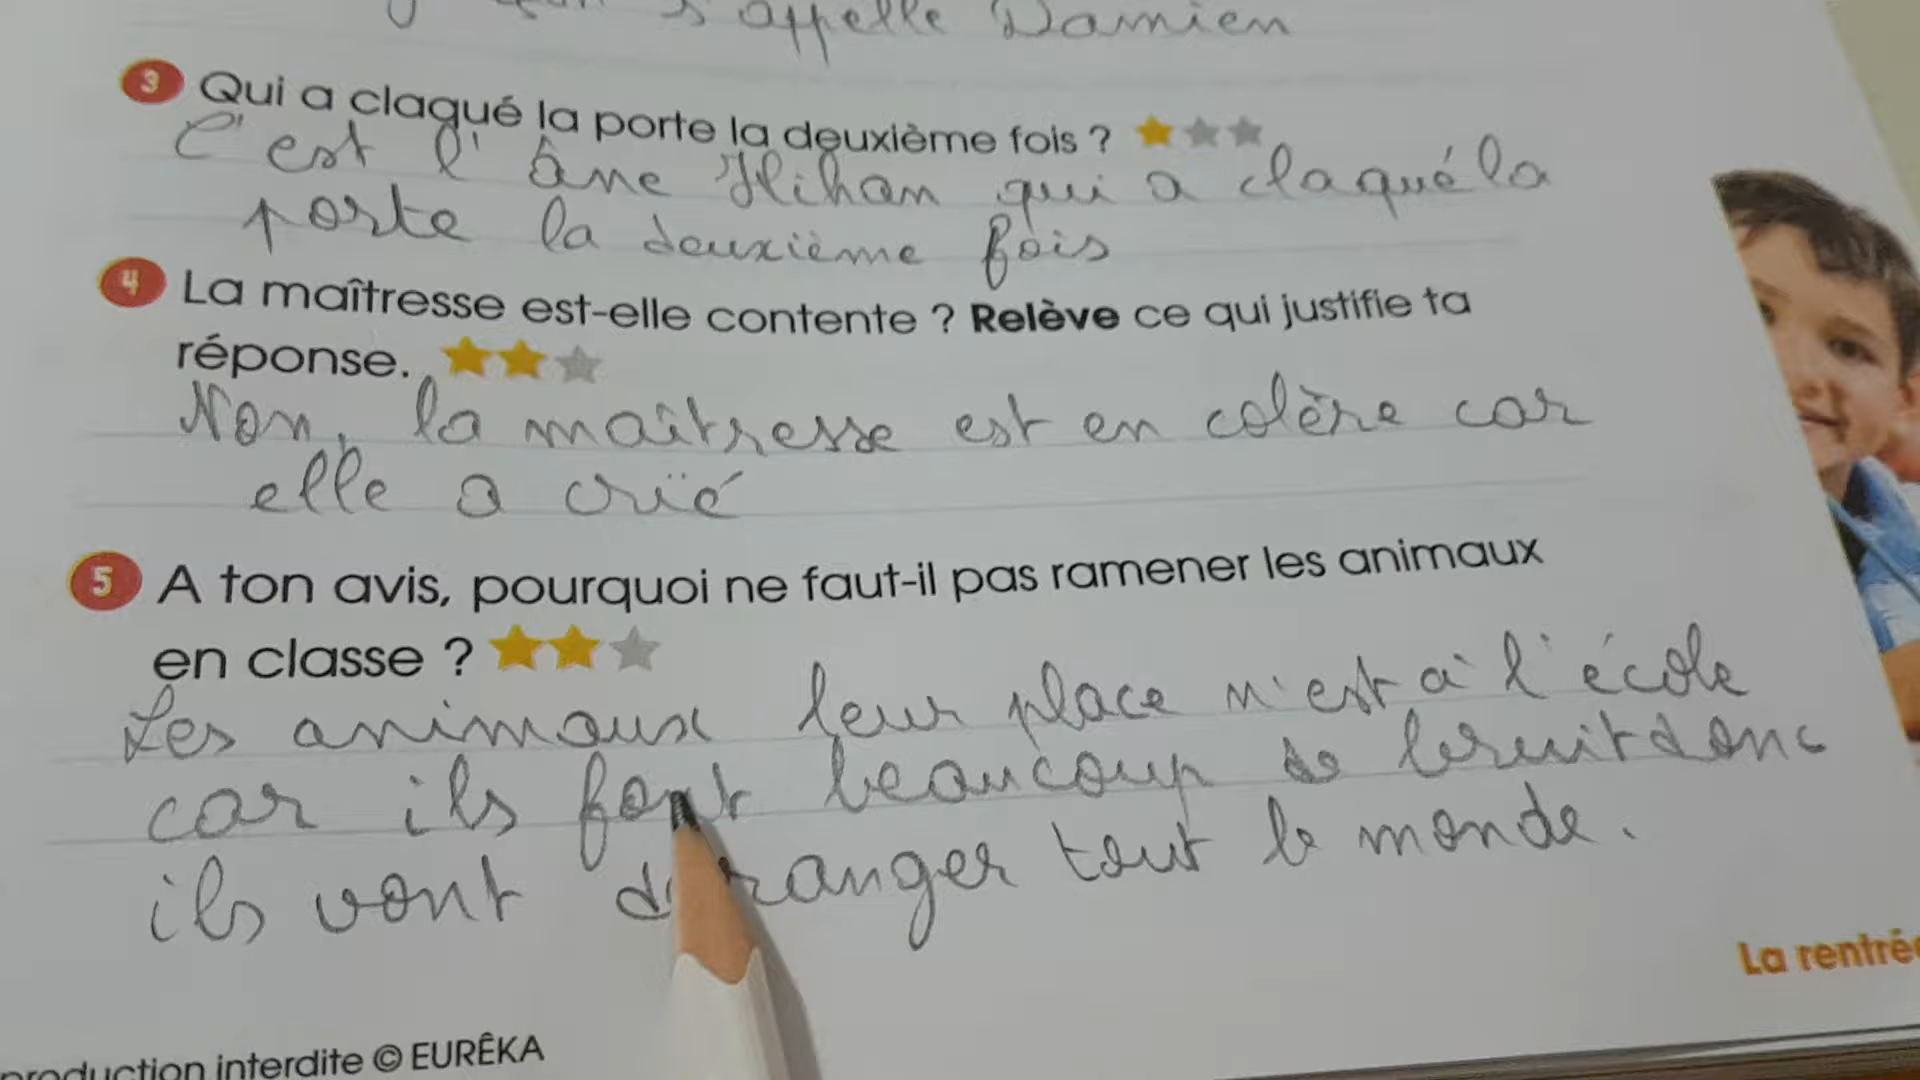 s'appelle Damien
3 Qui a claqué la porte la deuxième fois ?
C'est l'âne Hihan qui a claqué la
porte la deuxième fois
4 La maîtresse est-elle contente ? Relève ce qui justifie ta
réponse.
Non, la maîtresse est en colère car
elle a criïé
5 A ton avis, pourquoi ne faut-il pas ramener les animaux
en classe ?
Les animaux leur place n'est à l'école
car ils font beaucoup de bruit donc
ils vont déranger tout le monde.
La rentrée
production interdite © EURÊKA